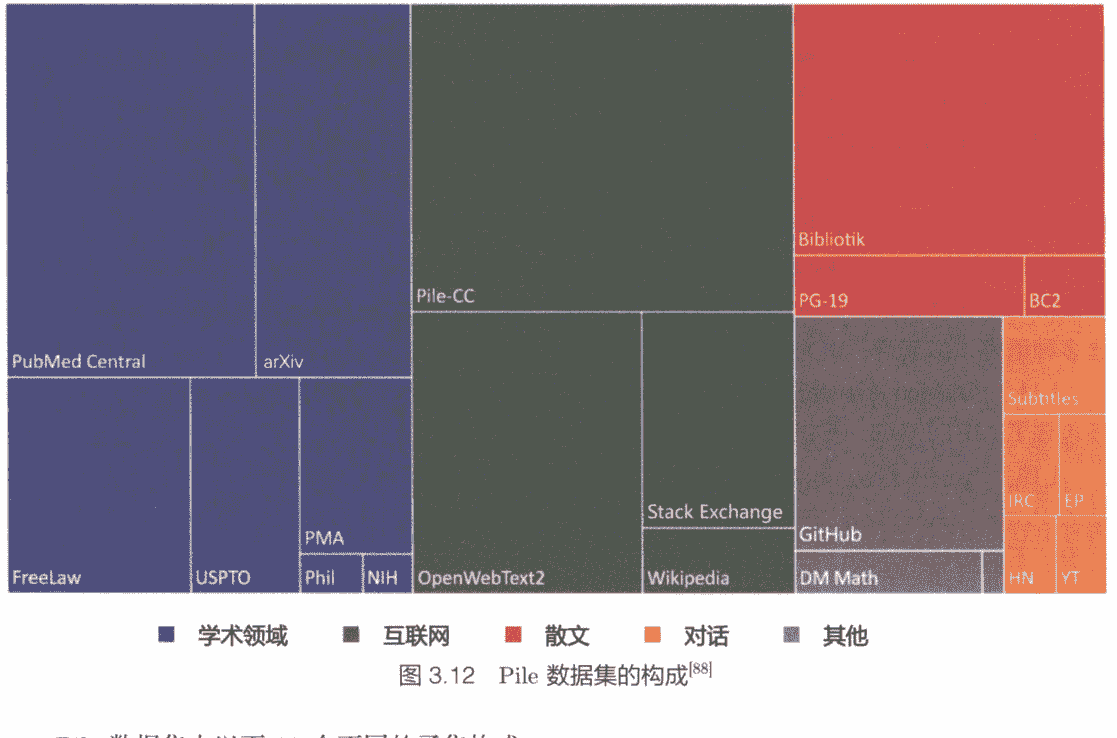 Pile-CC
Bibliotik
PG-19
BC2
PubMed Central
arXiv
Subtitles
IRC
EP
Stack Exchange
GitHub
PMA
FreeLaw
USPTO
Phil
NIH
OpenWebText2
Wikipedia
DM Math
HN
YT
学术领域 互联网 散文 对话 其他
图 3.12 Pile 数据集的构成[88]